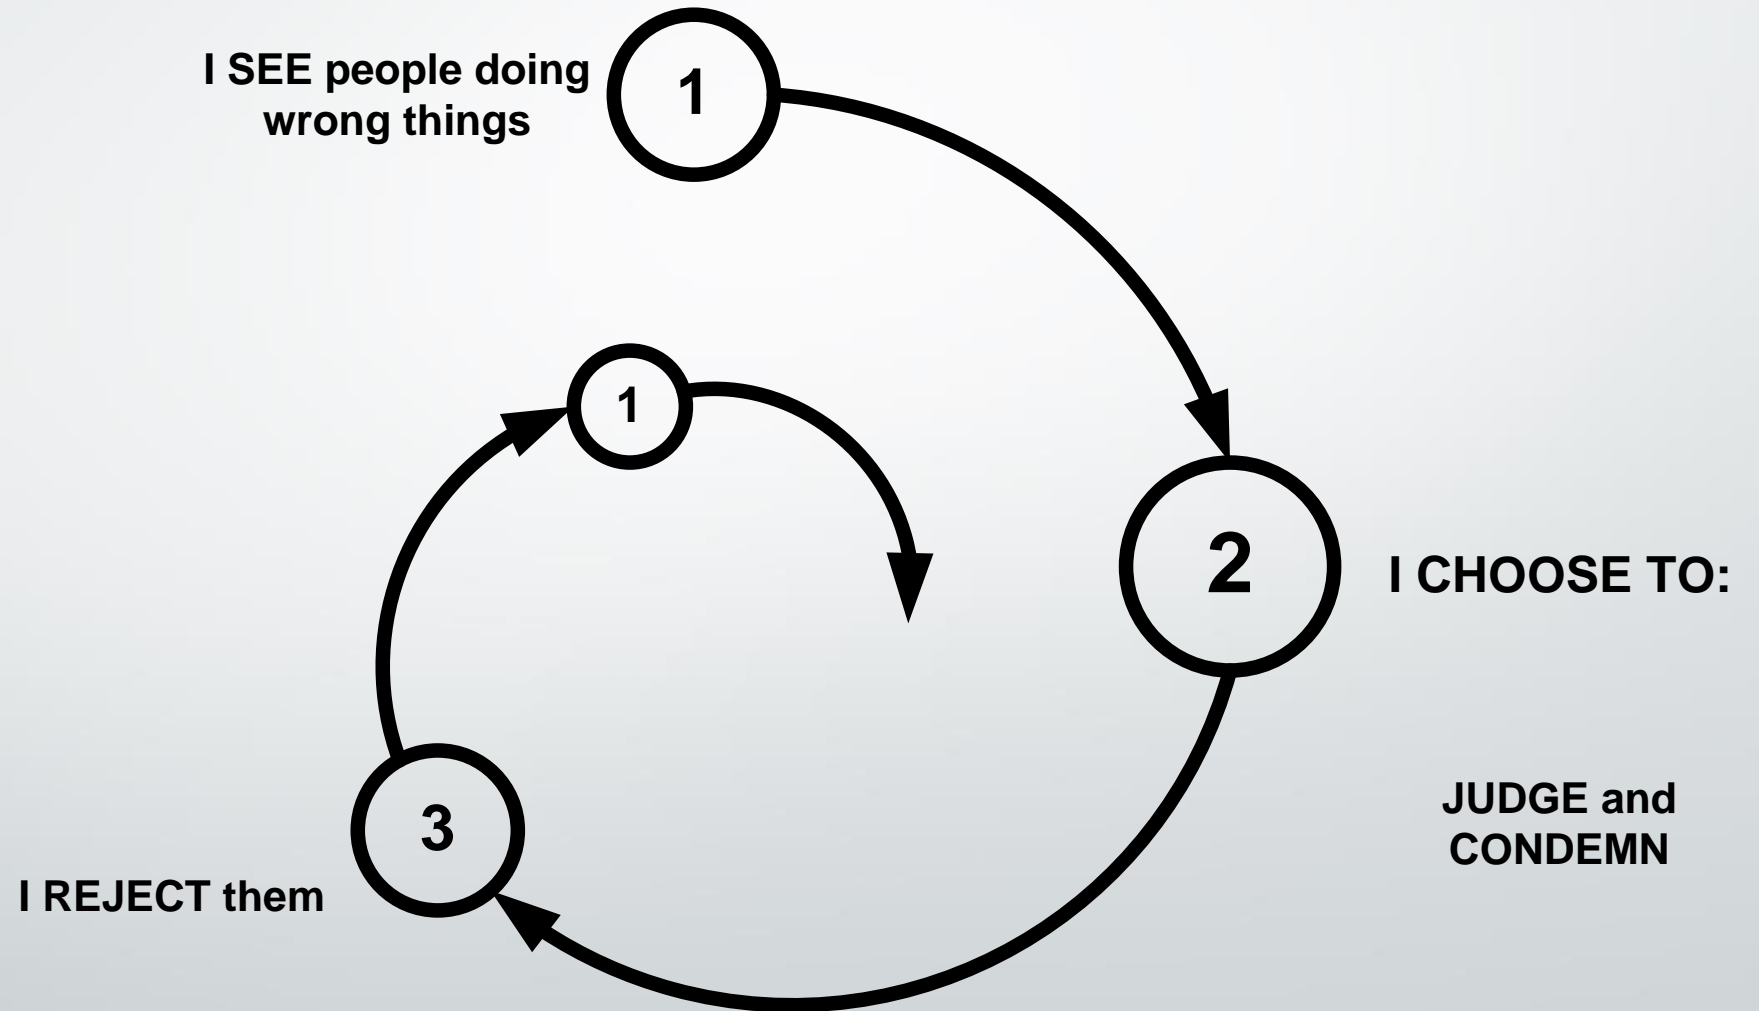 I SEE people doing
wrong things
1
1
2
I CHOOSE TO:
JUDGE and
CONDEMN
3
I REJECT them